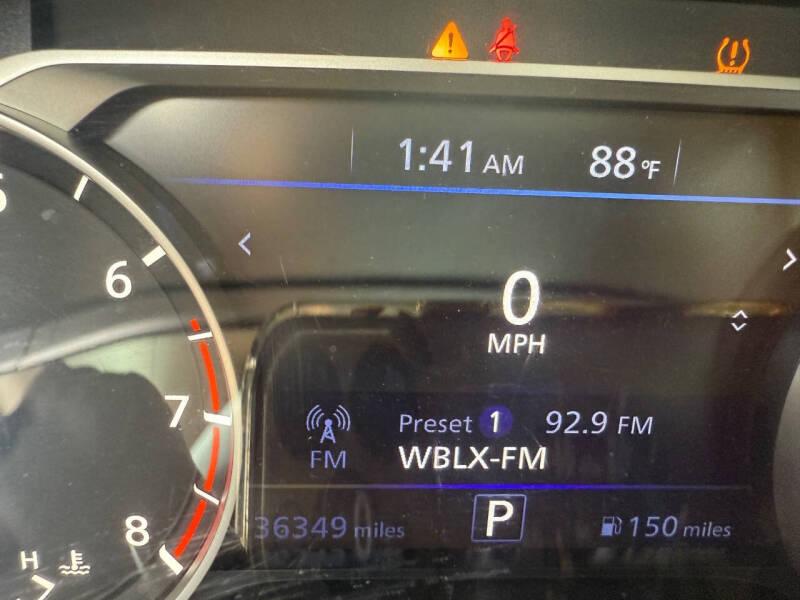 1:41 AM 88 °F
6
0
MPH
7
Preset 1 92.9 FM
FM WBLX-FM
8
36349 miles P 150 miles
H